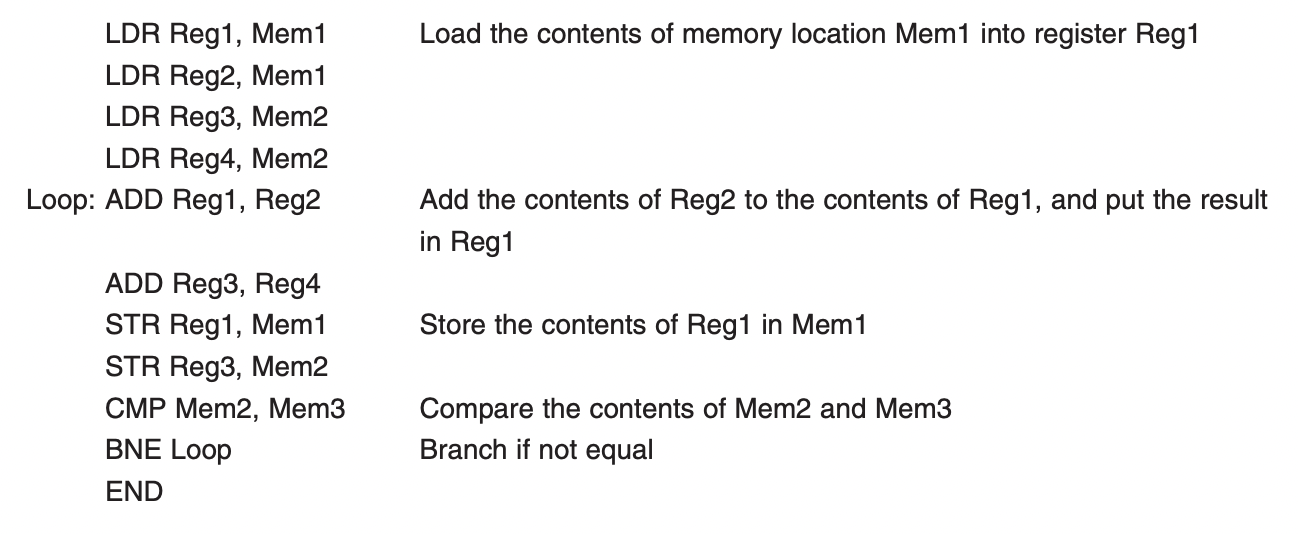 LDR Reg1, Mem1 Load the contents of memory location Mem1 into register Reg1
LDR Reg2, Mem1
LDR Reg3, Mem2
LDR Reg4, Mem2
Loop: ADD Reg1, Reg2 Add the contents of Reg2 to the contents of Reg1, and put the result
in Reg1
ADD Reg3, Reg4
STR Reg1, Mem1 Store the contents of Reg1 in Mem1
STR Reg3, Mem2
CMP Mem2, Mem3 Compare the contents of Mem2 and Mem3
BNE Loop Branch if not equal
END